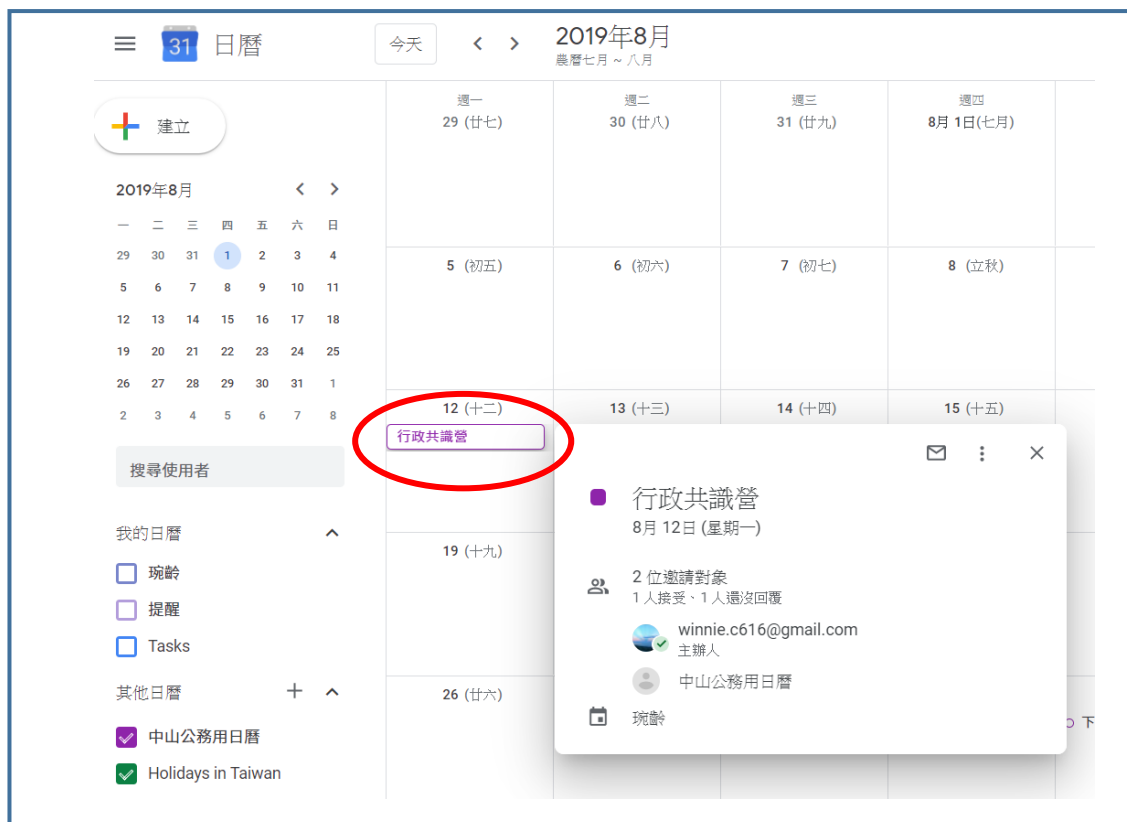 31 日曆 今天 2019年8月
農曆七月 ~ 八月
建立
2019年8月
一 二 三 四 五 六 日
29 30 31 1 2 3 4
5 6 7 8 9 10 11
12 13 14 15 16 17 18
19 20 21 22 23 24 25
26 27 28 29 30 31 1
2 3 4 5 6 7 8
搜尋使用者
我的日曆
琬齡
提醒
Tasks
其他日曆
中山公務用日曆
Holidays in Taiwan
週一 週二 週三 週四
29 (廿七) 30 (廿八) 31 (廿九) 8月 1日(七月)
5 (初五) 6 (初六) 7 (初七) 8 (立秋)
12 (十二) 13 (十三) 14 (十四) 15 (十五)
行政共識營
19 (十九)
26 (廿六)
下
行政共識營
8月 12日 (星期一)
2 位邀請對象
1 人接受、1 人還沒回覆
winnie.c616@gmail.com
主辦人
中山公務用日曆
琬齡